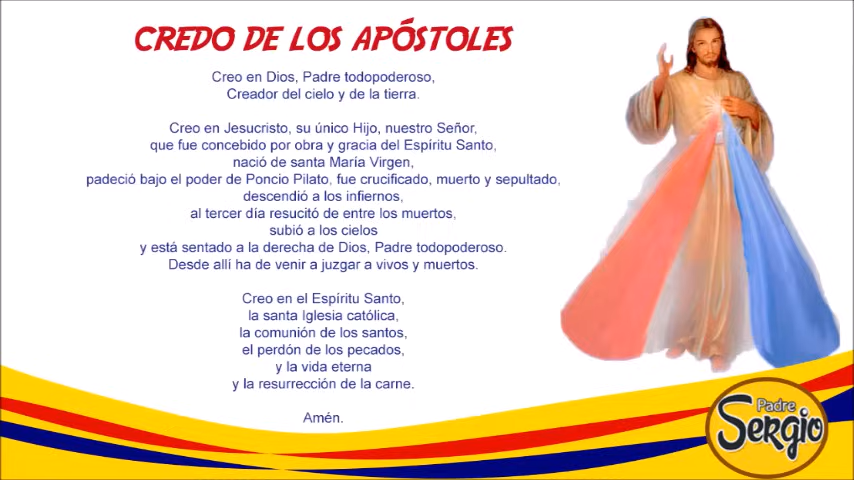 CREDO DE LOS APÓSTOLES
Creo en Dios, Padre todopoderoso,
Creador del cielo y de la tierra.
Creo en Jesucristo, su único Hijo, nuestro Señor,
que fue concebido por obra y gracia del Espíritu Santo,
nació de santa María Virgen,
padeció bajo el poder de Poncio Pilato, fue crucificado, muerto y sepultado,
descendió a los infiernos,
al tercer día resucitó de entre los muertos,
subió a los cielos
y está sentado a la derecha de Dios, Padre todopoderoso.
Desde allí ha de venir a juzgar a vivos y muertos.
Creo en el Espíritu Santo,
la santa Iglesia católica,
la comunión de los santos,
el perdón de los pecados,
y la vida eterna
y la resurrección de la carne.
Amén.
Padre
Sergio